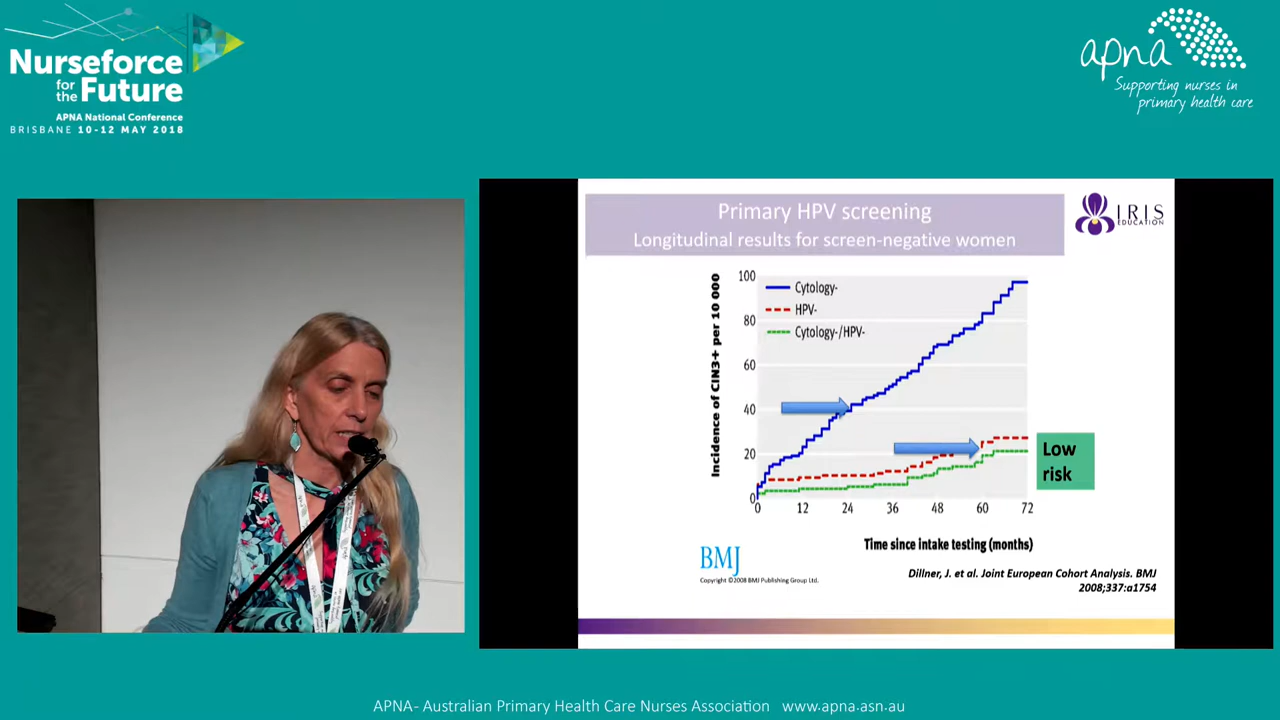 Nurseforce
for the Future
APNA National Conference
BRISBANE 10-12 MAY 2018
apna
Supporting nurses in
primary health care
Primary HPV screening
Longitudinal results for screen-negative women
IRIS
EDUCATION
Incidence of CIN3+ per 10 000
100
80
60
40
20
0
Cytology-
HPV-
Cytology-/HPV-
0 12 24 36 48 60 72
Low
risk
Time since intake testing (months)
BMJ
Copyright ©2008 BMJ Publishing Group Ltd.
Dillner, J. et al. Joint European Cohort Analysis. BMJ
2008;337:a1754
APNA- Australian Primary Health Care Nurses Association www.apna.asn.au